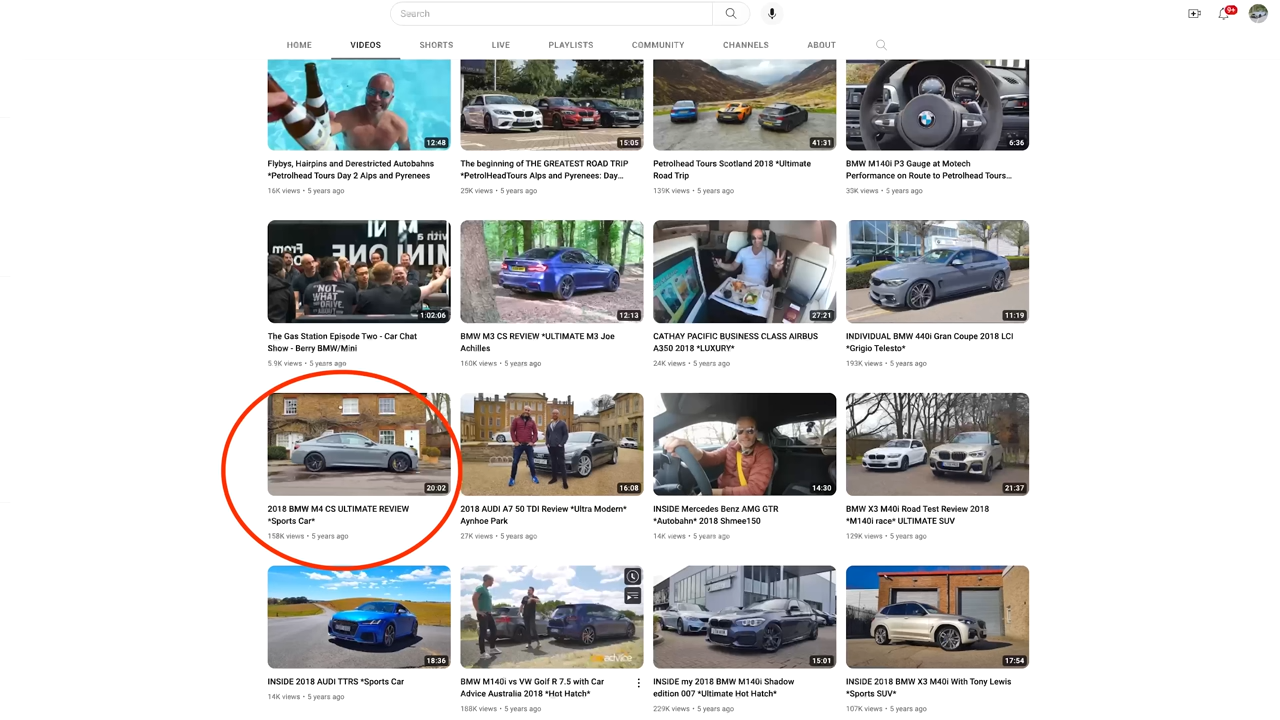 Search
9+
HOME VIDEOS SHORTS LIVE PLAYLISTS COMMUNITY CHANNELS ABOUT
12:48
15:05
41:31
6:36
Flybys, Hairpins and Derestricted Autobahns
*Petrolhead Tours Day 2 Alps and Pyrenees
16K views • 5 years ago
The beginning of THE GREATEST ROAD TRIP
*PetrolHeadTours Alps and Pyrenees: Day...
25K views • 5 years ago
Petrolhead Tours Scotland 2018 *Ultimate
Road Trip
139K views • 5 years ago
BMW M140i P3 Gauge at Motech
Performance on Route to Petrolhead Tours...
33K views • 5 years ago
From
MINI
with a
MINI ONE
"NOT
WHAT
DRIVE.
1:02:06
12:13
27:21
11:19
The Gas Station Episode Two - Car Chat
Show - Berry BMW/Mini
5.9K views • 5 years ago
BMW M3 CS REVIEW *ULTIMATE M3 Joe
Achilles
160K views • 5 years ago
CATHAY PACIFIC BUSINESS CLASS AIRBUS
A350 2018 *LUXURY*
24K views • 5 years ago
INDIVIDUAL BMW 440i Gran Coupe 2018 LCI
*Grigio Telesto*
193K views • 5 years ago
20:02
16:08
14:30
21:37
2018 BMW M4 CS ULTIMATE REVIEW
*Sports Car*
158K views • 5 years ago
2018 AUDI A7 50 TDI Review *Ultra Modern*
Aynhoe Park
27K views • 5 years ago
INSIDE Mercedes Benz AMG GTR
*Autobahn* 2018 Shmee150
14K views • 5 years ago
BMW X3 M40i Road Test Review 2018
*M140i race* ULTIMATE SUV
129K views • 5 years ago
18:36
advice
15:01
17:54
INSIDE 2018 AUDI TTRS *Sports Car
14K views • 5 years ago
BMW M140i vs VW Golf R 7.5 with Car
Advice Australia 2018 *Hot Hatch*
188K views • 5 years ago
INSIDE my 2018 BMW M140i Shadow
edition 007 *Ultimate Hot Hatch*
229K views • 5 years ago
INSIDE 2018 BMW X3 M40i With Tony Lewis
*Sports SUV*
107K views • 5 years ago